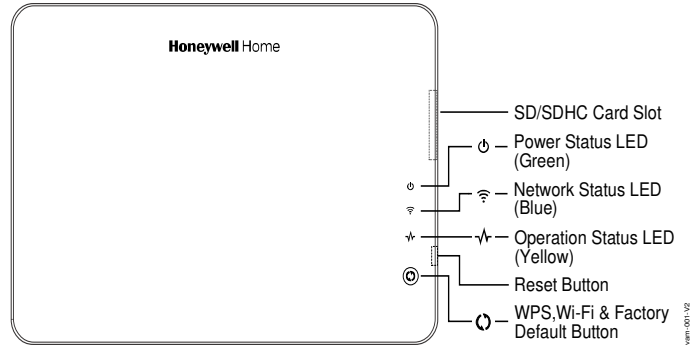 Honeywell Home
SD/SDHC Card Slot
Power Status LED
(Green)
Network Status LED
(Blue)
Operation Status LED
(Yellow)
Reset Button
WPS,Wi-Fi & Factory
Default Button
vam-001-V2